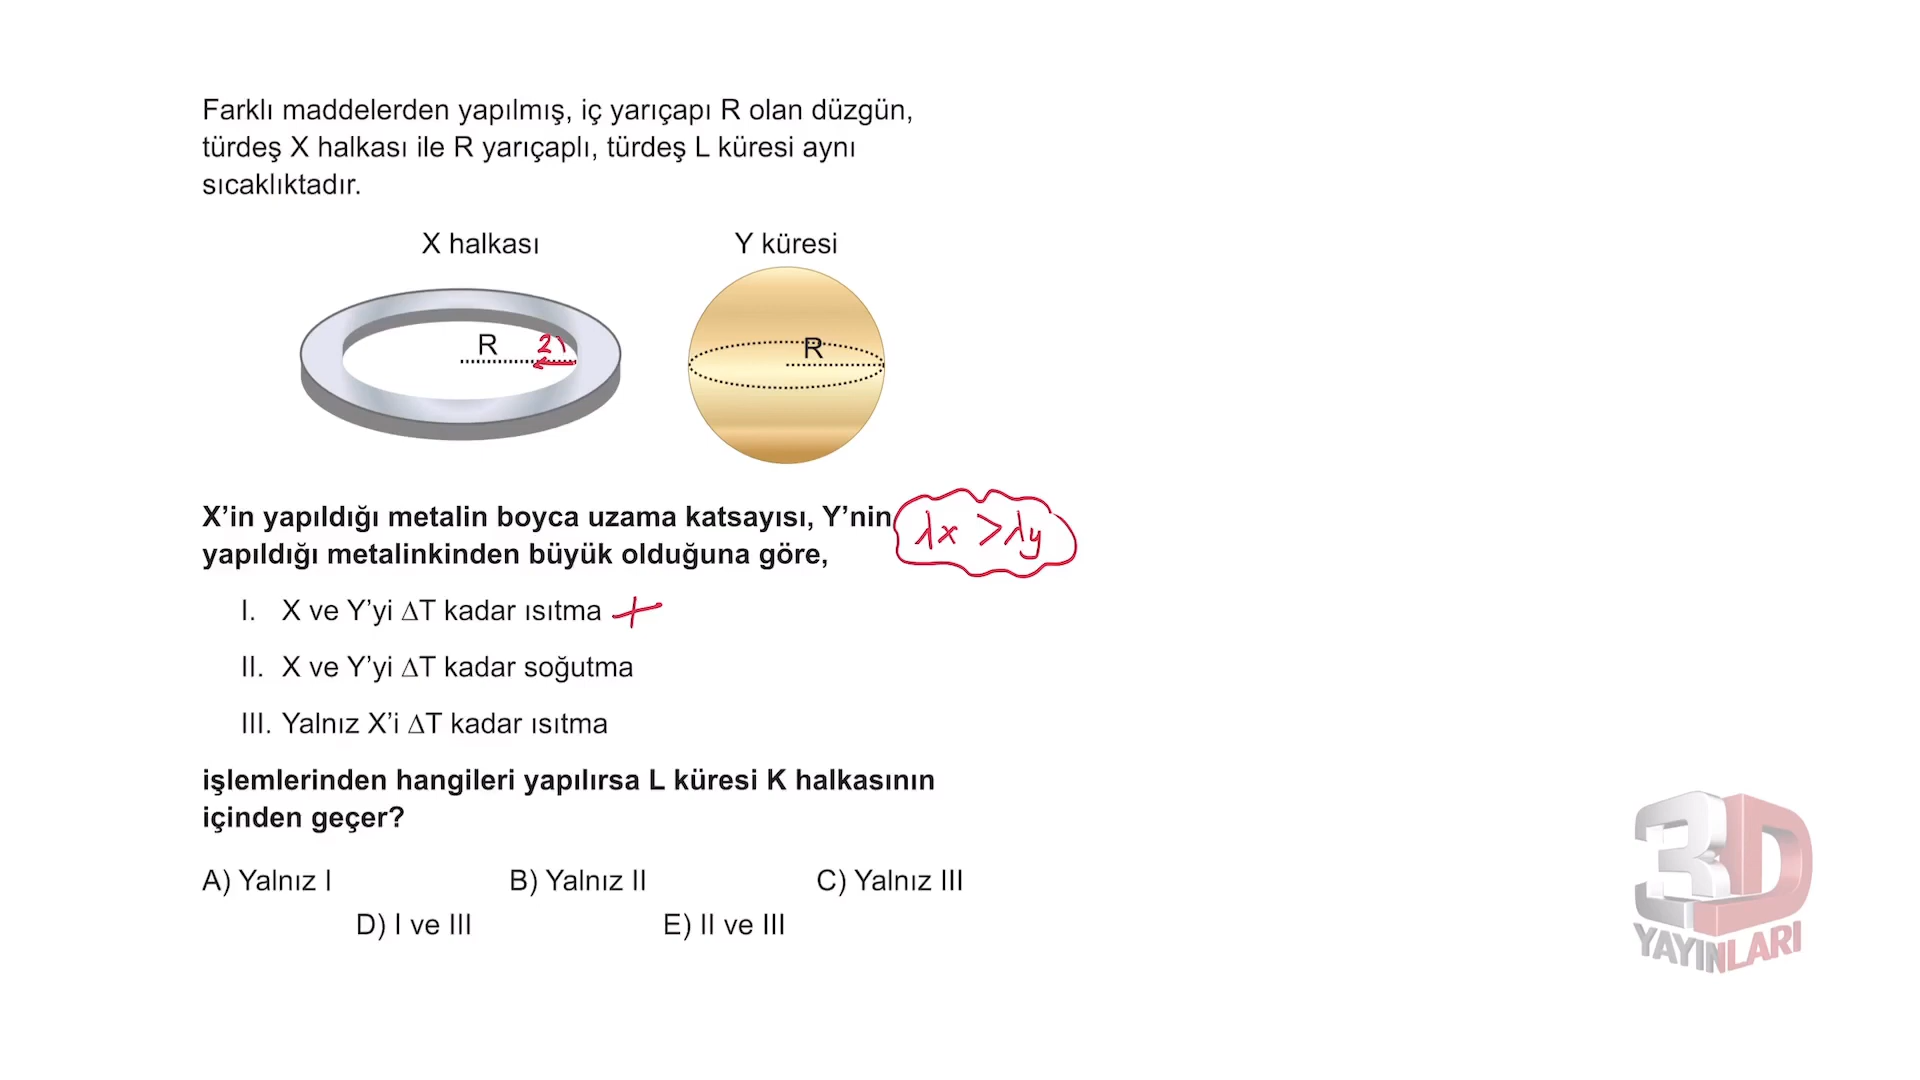 Farklı maddelerden yapılmış, iç yarıçapı R olan düzgün,
türdeş X halkası ile R yarıçaplı, türdeş L küresi aynı
sıcaklıktadır.
X halkası
Y küresi
R
R
X’in yapıldığı metalin boyca uzama katsayısı, Y’nin
yapıldığı metalinkinden büyük olduğuna göre,
λx > λy
I. X ve Y’yi ∆T kadar ısıtma +
II. X ve Y’yi ∆T kadar soğutma
III. Yalnız X’i ∆T kadar ısıtma
işlemlerinden hangileri yapılırsa L küresi K halkasının
içinden geçer?
A) Yalnız I B) Yalnız II C) Yalnız III
D) I ve III E) II ve III
3D
YAYINLARI